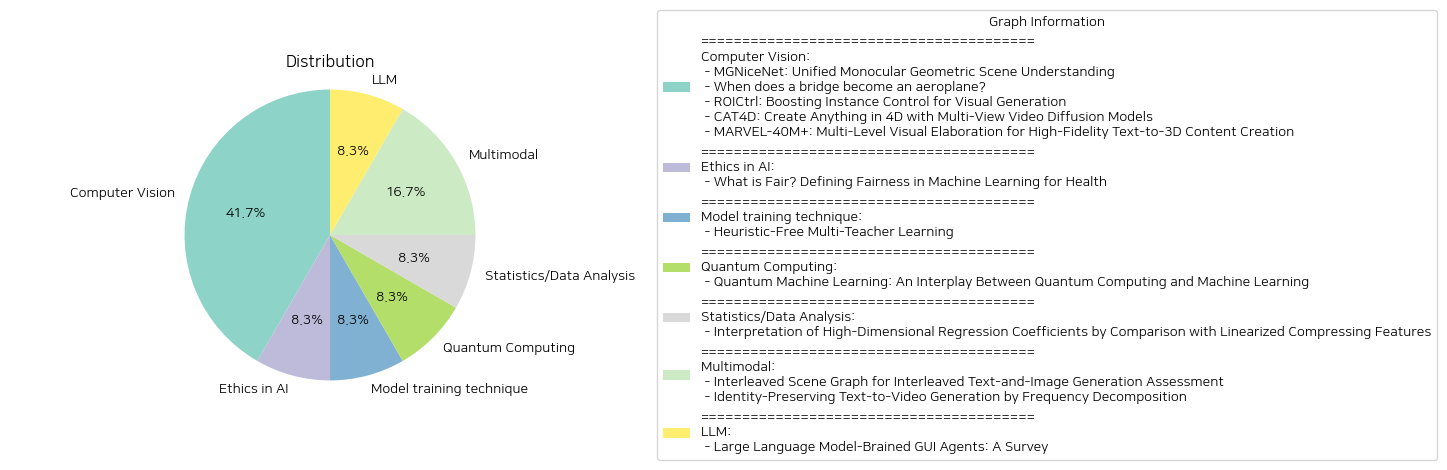 Distribution
LLM
8.3%
Multimodal
16.7%
Computer Vision
41.7%
8.3%
Statistics/Data Analysis
8.3%
Quantum Computing
8.3%
8.3%
Ethics in AI
Model training technique
Graph Information
========================================
Computer Vision:
- MGNiceNet: Unified Monocular Geometric Scene Understanding
- When does a bridge become an aeroplane?
- ROICtrl: Boosting Instance Control for Visual Generation
- CAT4D: Create Anything in 4D with Multi-View Video Diffusion Models
- MARVEL-40M+: Multi-Level Visual Elaboration for High-Fidelity Text-to-3D Content Creation
========================================
Ethics in AI:
- What is Fair? Defining Fairness in Machine Learning for Health
========================================
Model training technique:
- Heuristic-Free Multi-Teacher Learning
========================================
Quantum Computing:
- Quantum Machine Learning: An Interplay Between Quantum Computing and Machine Learning
========================================
Statistics/Data Analysis:
- Interpretation of High-Dimensional Regression Coefficients by Comparison with Linearized Compressing Features
========================================
Multimodal:
- Interleaved Scene Graph for Interleaved Text-and-Image Generation Assessment
- Identity-Preserving Text-to-Video Generation by Frequency Decomposition
========================================
LLM:
- Large Language Model-Brained GUI Agents: A Survey